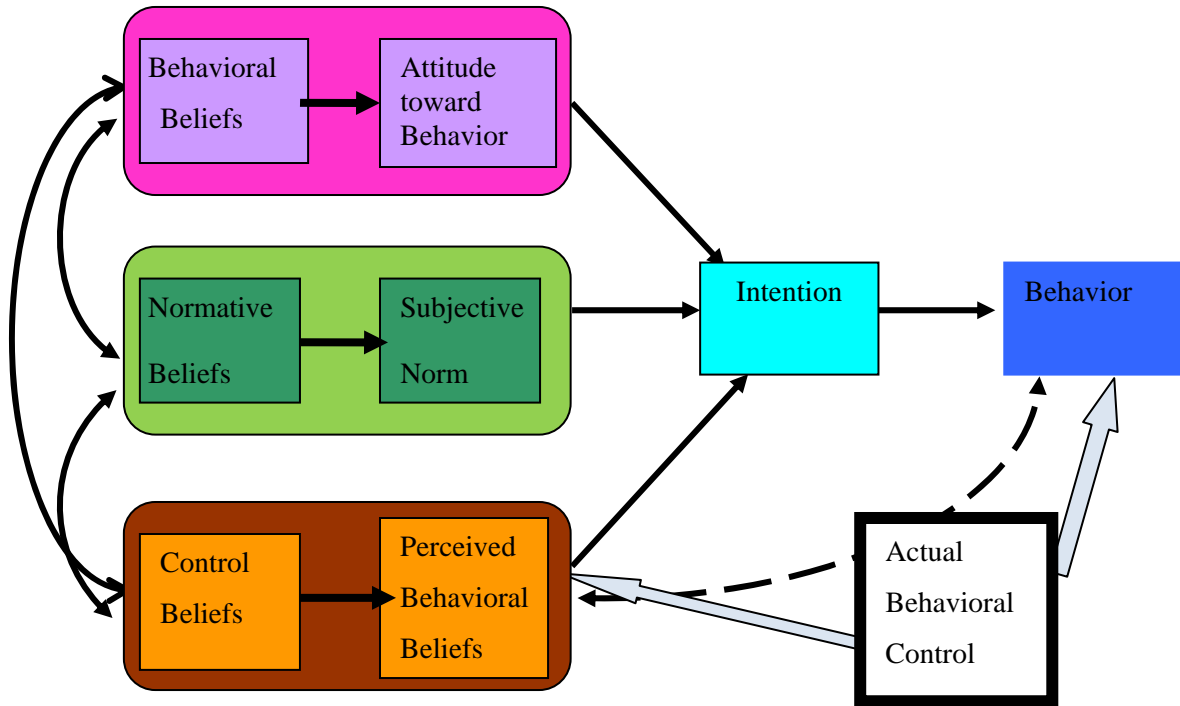 Behavioral
Beliefs
Attitude
toward
Behavior
Normative
Beliefs
Subjective
Norm
Intention
Behavior
Control
Beliefs
Perceived
Behavioral
Beliefs
Actual
Behavioral
Control